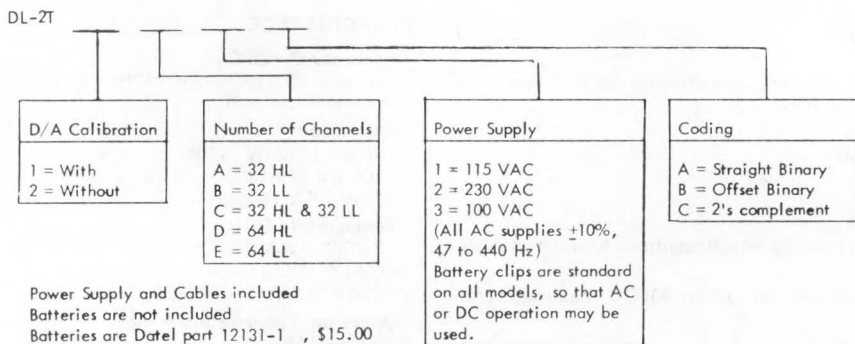 DL-2T
D/A Calibration
1 = With
2 = Without
Number of Channels
A = 32 HL
B = 32 LL
C = 32 HL & 32 LL
D = 64 HL
E = 64 LL
Power Supply
1 = 115 VAC
2 = 230 VAC
3 = 100 VAC
(All AC supplies ±10%,
47 to 440 Hz)
Battery clips are standard
on all models, so that AC
or DC operation may be
used.
Coding
A = Straight Binary
B = Offset Binary
C = 2's complement
Power Supply and Cables included
Batteries are not included
Batteries are Datel part 12131-1 , $15.00